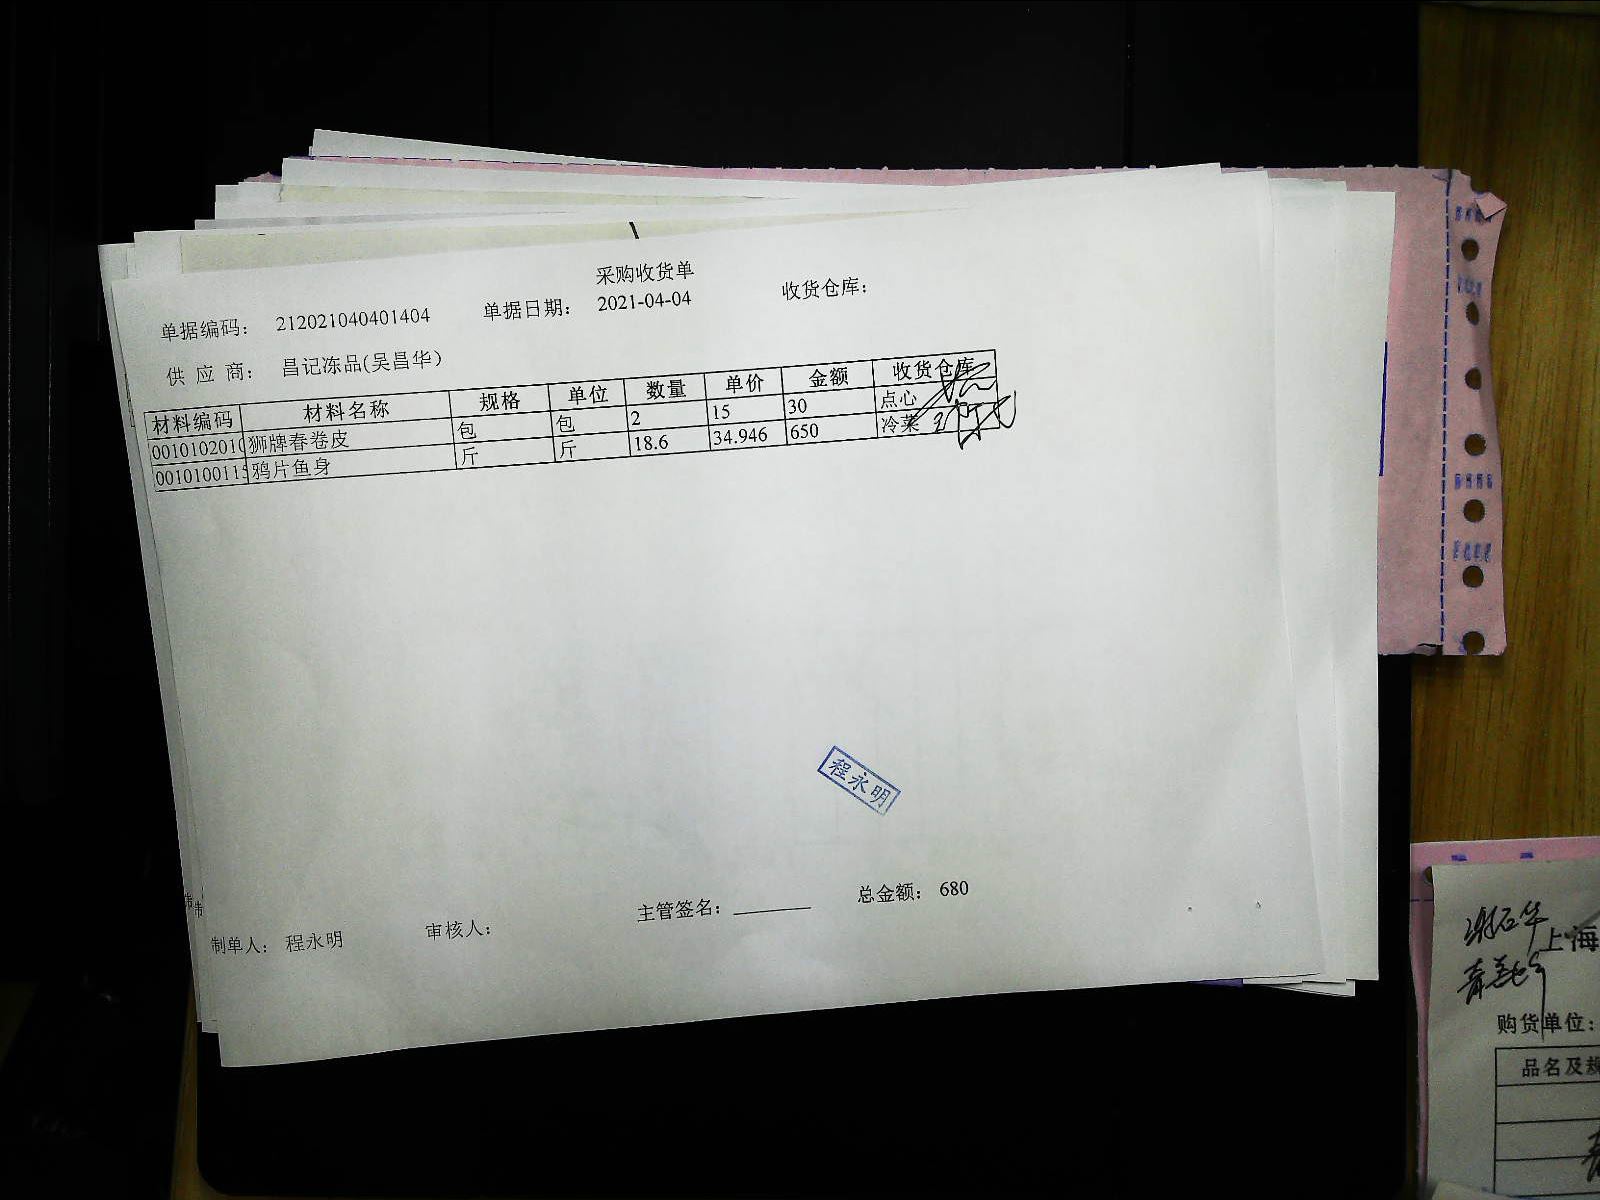 采购收货单
单据编码： 212021040401404 单据日期： 2021-04-04 收货仓库：
供 应 商： 昌记冻品(吴昌华)
材料编码 材料名称 规格 单位 数量 单价 金额 收货仓库
001010201 狮牌春卷皮 包 包 2 15 30 点心
001010011 鸦片鱼身 斤 斤 18.6 34.946 650 冷菜
程永明
制单人： 程永明 审核人： 主管签名： 总金额： 680
上海
购货单位：
品名及规